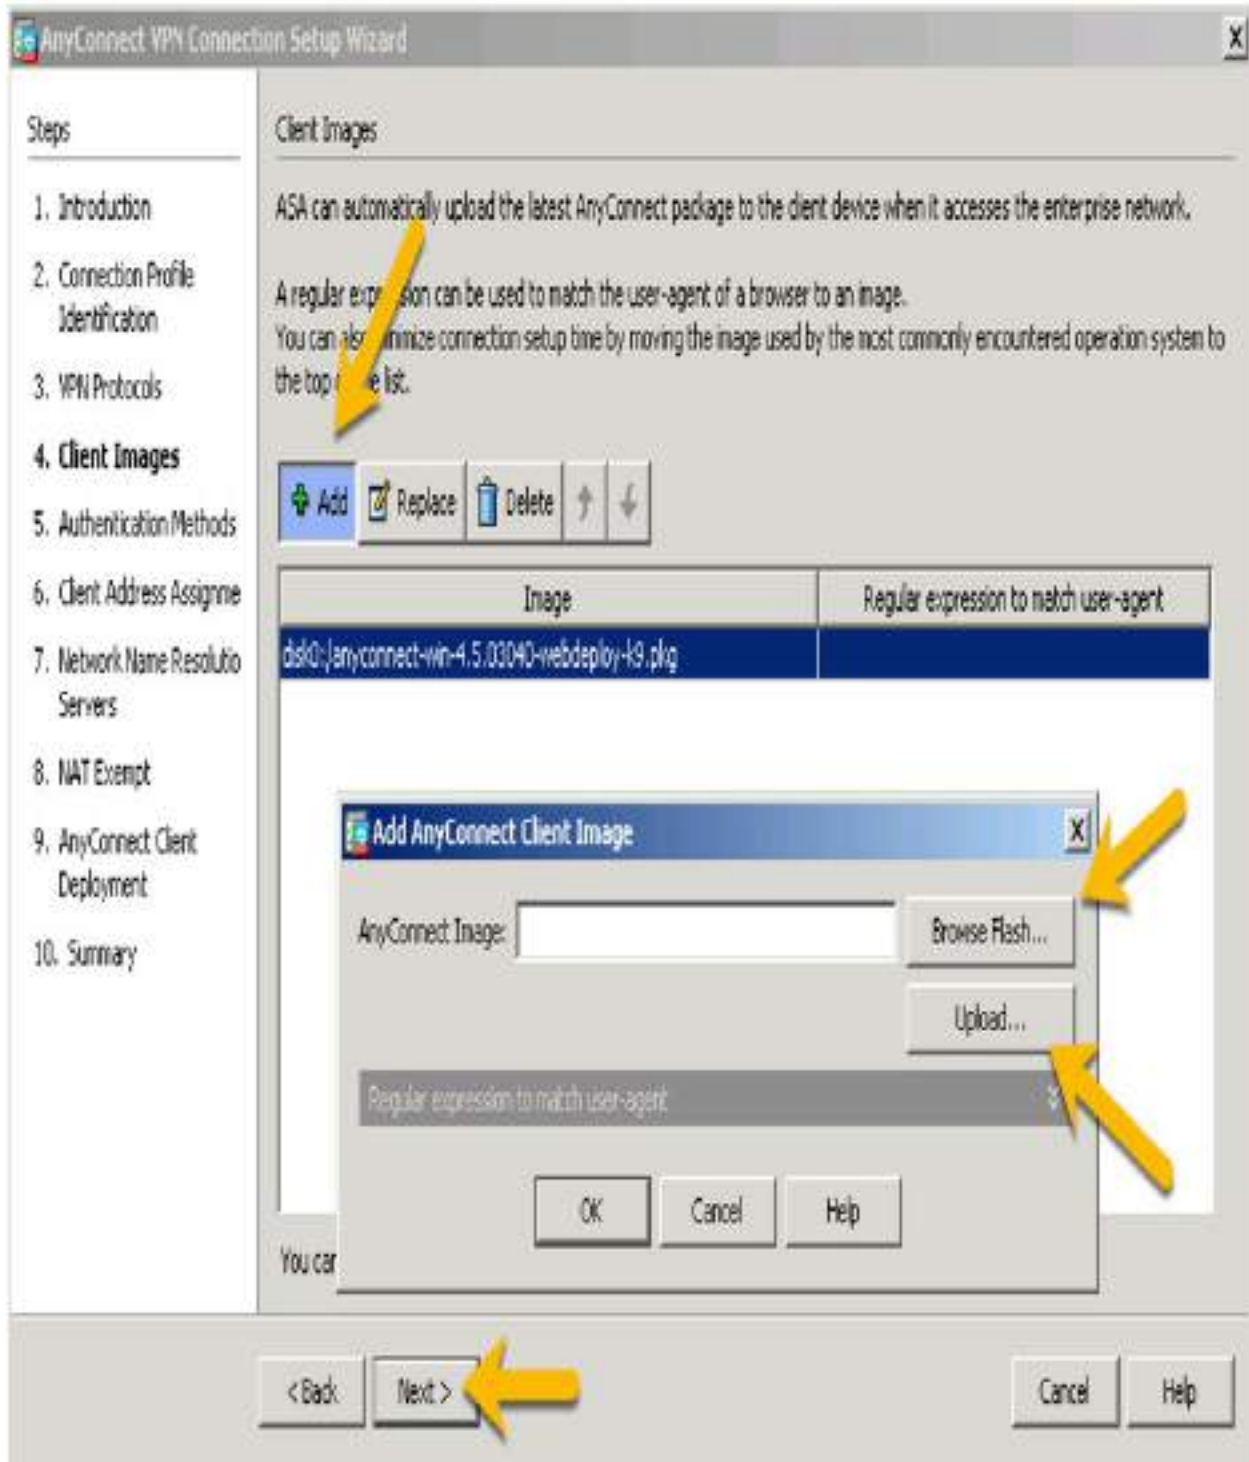 AnyConnect VPN Connection Setup Wizard
Steps
1. Introduction
2. Connection Profile
Identification
3. VPN Protocols
4. Client Images
5. Authentication Methods
6. Client Address Assignme
7. Network Name Resolutio
Servers
8. NAT Exempt
9. AnyConnect Client
Deployment
10. Summary
Client Images
ASA can automatically upload the latest AnyConnect package to the client device when it accesses the enterprise network.
A regular expression can be used to match the user-agent of a browser to an image.
You can also minimize connection setup time by moving the image used by the most commonly encountered operation system to
the top of the list.
Add Replace Delete
Image Regular expression to match user-agent
disk0:/anyconnect-win-4.5.03040-webdeploy-k9.pkg
Add AnyConnect Client Image
AnyConnect Image: Browse Flash...
Upload...
Regular expression to match user-agent
OK Cancel Help
You can
< Back Next > Cancel Help